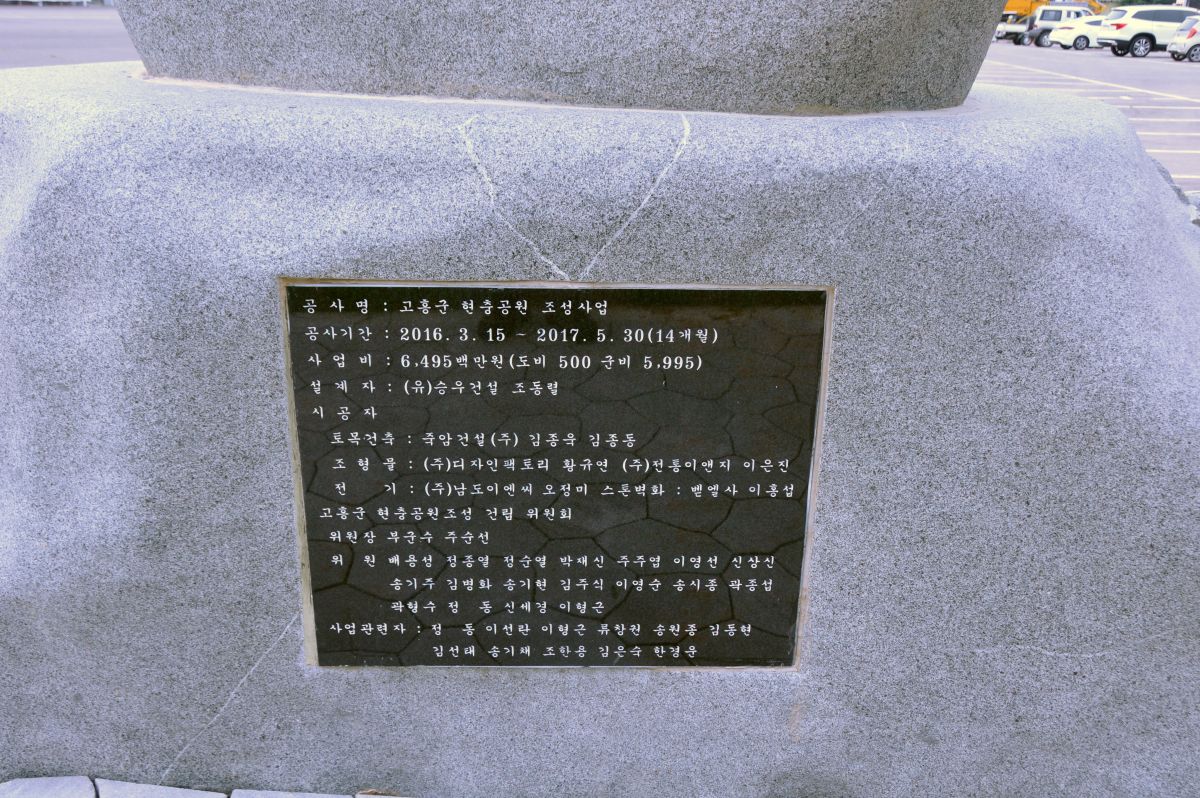 공 사 명 : 고흥군 현충공원 조성사업
공사기간 : 2016. 3. 15 ~ 2017. 5. 30(14개월)
사 업 비 : 6,495백만원(도비 500 군비 5,995)
설 계 자 : (유)승우건설 조동렬
시 공 자
토목건축 : 죽암건설(주) 김종욱 김종동
조 형 물 : (주)디자인팩토리 황규연 (주)전통이앤지 이은진
전 기 : (주)남도이엔씨 오정미 스톤벽화 : 벧엘사 이홍섭
고흥군 현충공원조성 건립 위원회
위원장 부군수 주순선
위 원 배용성 정종열 정순열 박재신 주주엽 이영선 신상신
송기주 김병화 송기현 김주식 이영순 송시종 곽종섭
곽형수 정 동 신세경 이형근
사업관련자 : 정 동 이선란 이형근 류창권 송원종 김동현
김선태 송기채 조한용 김은숙 한경운